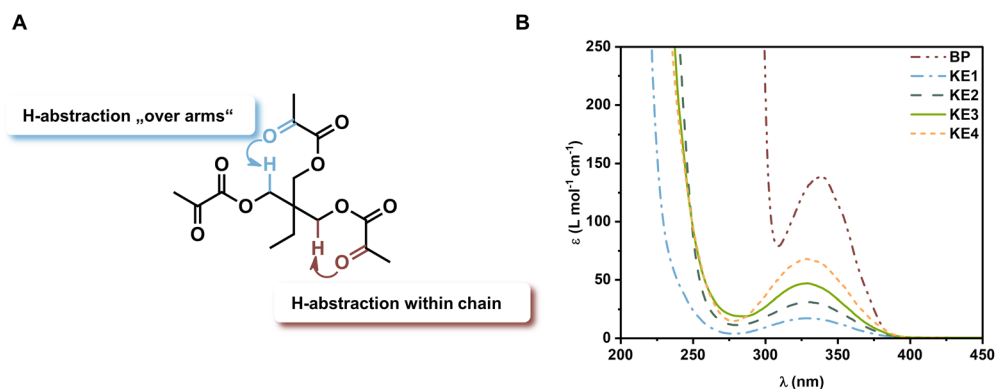 A
H-abstraction „over arms“
O
O
H
O
O
O
O
O
H
O
O
H-abstraction within chain
B
ε (L mol-1 cm-1)
250
200
150
100
50
0
200 250 300 350 400 450
λ (nm)
BP
KE1
KE2
KE3
KE4